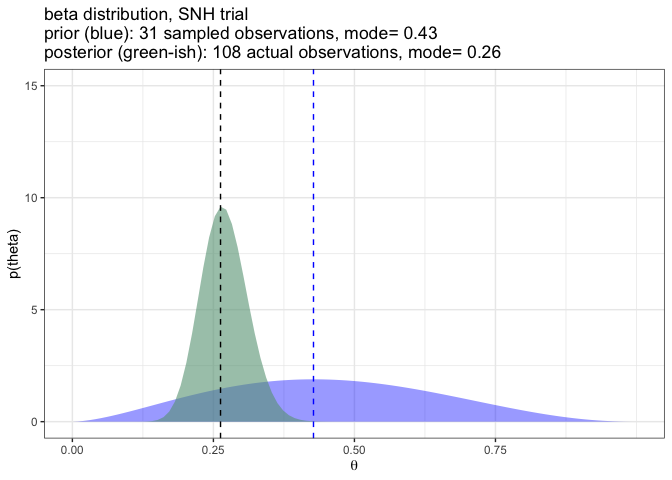 beta distribution, SNH trial
prior (blue): 31 sampled observations, mode= 0.43
posterior (green-ish): 108 actual observations, mode= 0.26
15
10
5
0
p(theta)
0.00 0.25 0.50 0.75
θ